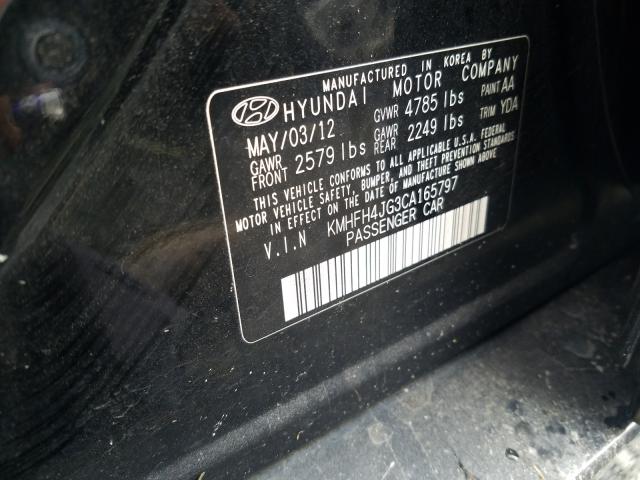 MANUFACTURED IN KOREA BY
HYUNDAI MOTOR COMPANY
MAY/03/12 GVWR 4785 lbs PAINT AA
GAWR FRONT 2579 lbs GAWR REAR 2249 lbs TRIM YDA
THIS VEHICLE CONFORMS TO ALL APPLICABLE U.S.A. FEDERAL
MOTOR VEHICLE SAFETY, BUMPER, AND THEFT PREVENTION STANDARDS
IN EFFECT ON THE DATE OF MANUFACTURE SHOWN ABOVE.
V.I.N KMHFH4JG3CA165797
PASSENGER CAR